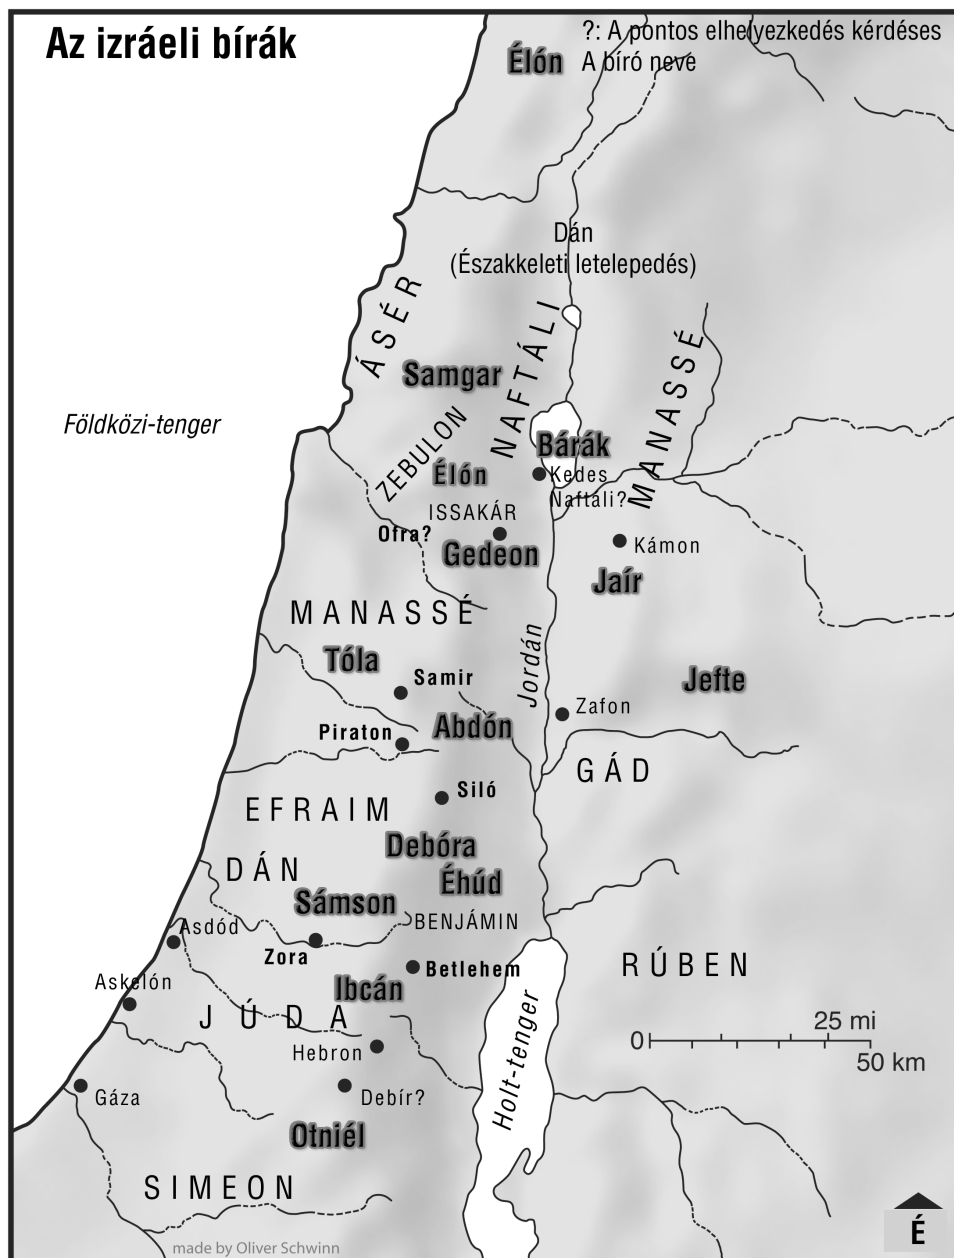 Az izráeli bírák
?: A pontos elhelyezkedés kérdéses
Élón
A bíró neve
Dán
(Északkeleti letelepedés)
ÁSÉR
NAFTÁLI
MANASSÉ
Samgar
Földközi-tenger
ZEBULON
Bárák
Élón
Kedes
Naftáli?
ISSAKÁR
Ofra?
Gedeon
Kámon
Jaír
MANASSÉ
Tóla
Samir
Jordán
Jefte
Zafon
Piraton
Abdón
GÁD
Siló
EFRAIM
Debóra
DÁN
Éhúd
Sámson
BENJÁMIN
Asdód
Zora
Betlehem
RÚBEN
Askelón
Ibcán
JÚDA
Holt-tenger
25 mi
0
50 km
Hebron
Gáza
Debír?
Otniél
SIMEON
É
made by Oliver Schwinn